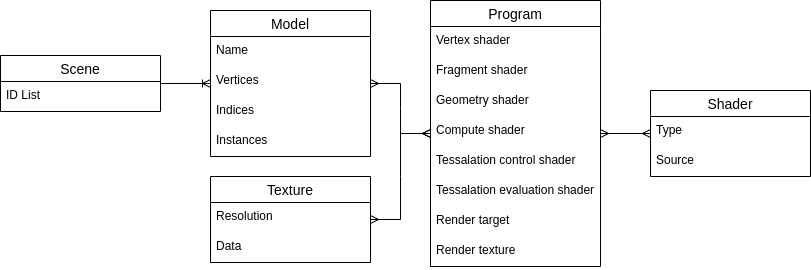 Scene
ID List
Model
Name
Vertices
Indices
Instances
Texture
Resolution
Data
Program
Vertex shader
Fragment shader
Geometry shader
Compute shader
Tessalation control shader
Tessalation evaluation shader
Render target
Render texture
Shader
Type
Source